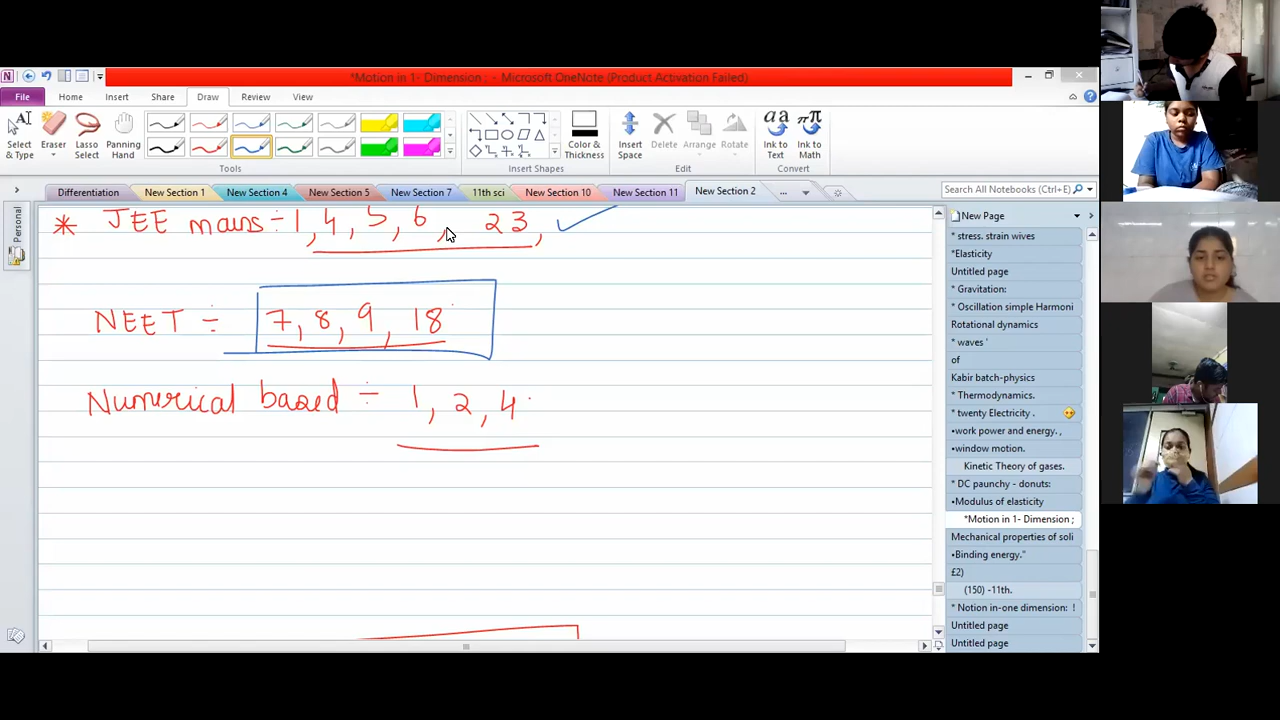 *Motion in 1- Dimension ; - Microsoft OneNote (Product Activation Failed)
File Home Insert Share Draw Review View
Select & Type
Eraser
Lasso Select
Panning Hand
Color & Thickness
Insert Space
Delete
Arrange
Rotate
Ink to Text
Ink to Math
Tools
Insert Shapes
Differentiation New Section 1 New Section 4 New Section 5 New Section 7 11th sci New Section 10 New Section 11 New Section 2 ...
Search All Notebooks (Ctrl+E)
Personal
* JEE mains ÷ 1, 4, 5, 6, 23,
NEET ÷ 7, 8, 9, 18
Numerical based ÷ 1, 2, 4
New Page
* stress. strain wives
*Elasticity
Untitled page
* Gravitation:
* Oscillation simple Harmoni
Rotational dynamics
* waves '
of
Kabir batch-physics
* Thermodynamics.
* twenty Electricity .
•work power and energy. ,
•window motion.
Kinetic Theory of gases.
* DC paunchy - donuts:
•Modulus of elasticity
*Motion in 1- Dimension ;
Mechanical properties of soli
•Binding energy."
£2)
(150) -11th.
* Notion in-one dimension: !
Untitled page
Untitled page